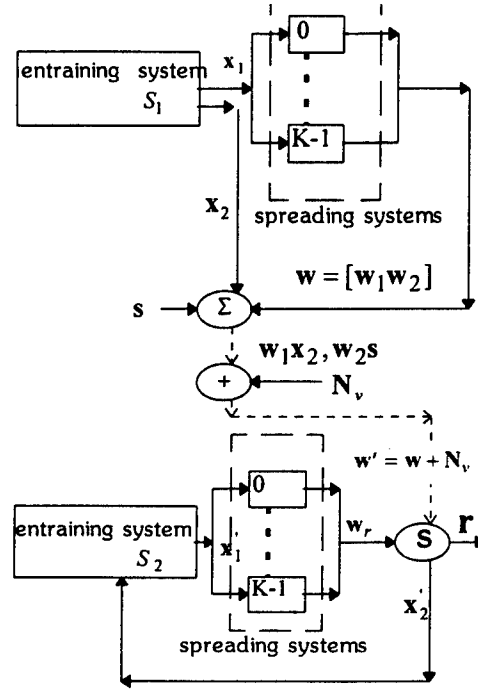 0
entraining system
x₁
S₁
K-1
x₂
spreading systems
w = [w₁w₂]
s
Σ
w₁x₂, w₂s
+
Nᵥ
w' = w + Nᵥ
0
entraining system
x₁'
wᵣ
S
r
S₂
K-1
x₂'
spreading systems